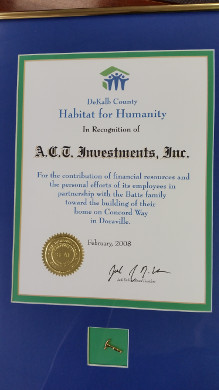 DeKalb County
Habitat for Humanity
In Recognition of
A.C.T. Investments, Inc.
For the contribution of financial resources and
the personal efforts of its employees in
partnership with the Batts family
toward the building of their
home on Concord Way
in Doraville.
February, 2008